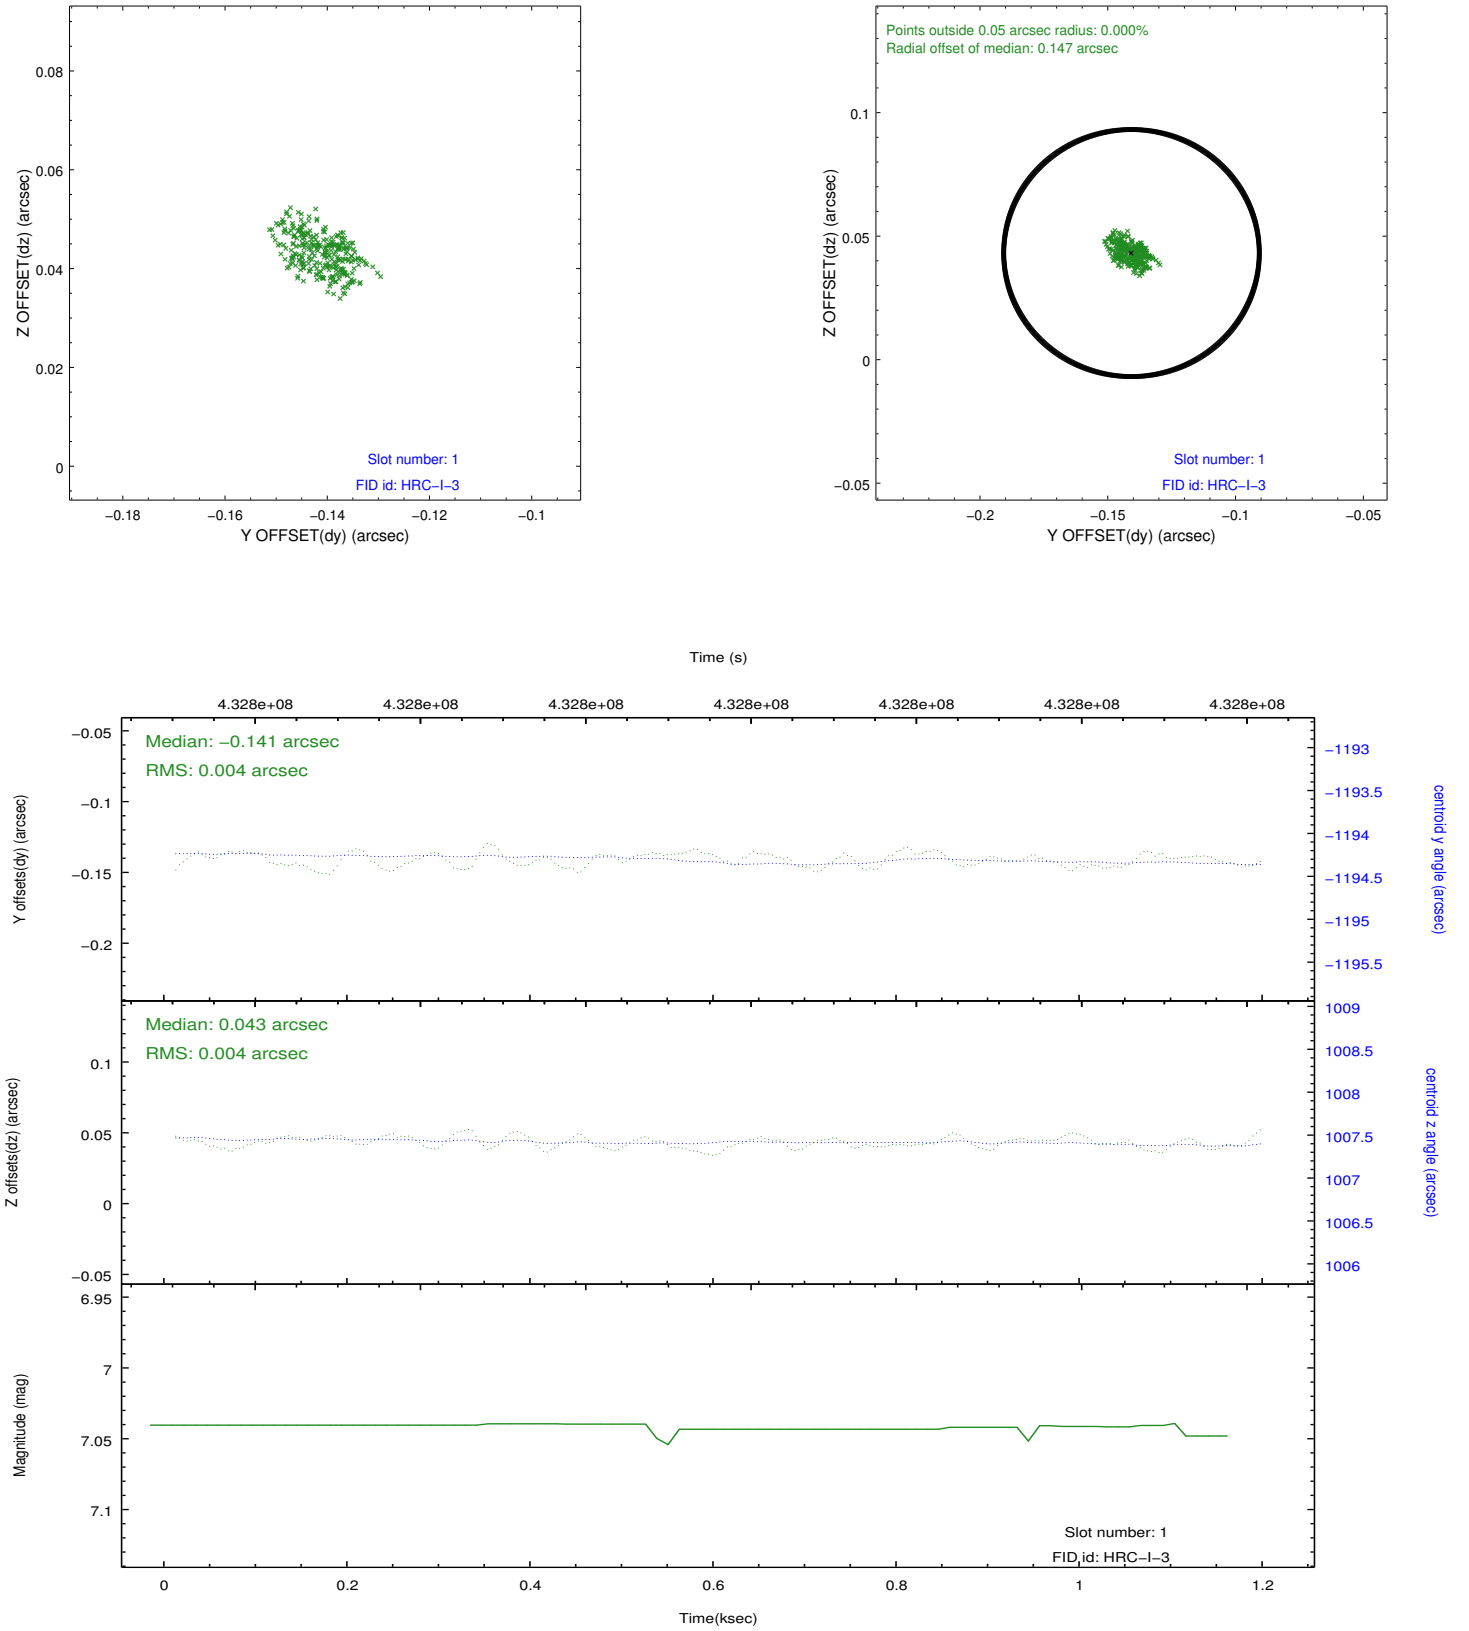 0.08
0.06
0.04
0.02
0
Z OFFSET(dz) (arcsec)
Slot number: 1
FID id: HRC−I−3
−0.18
−0.16
−0.14
−0.12
−0.1
Y OFFSET(dy) (arcsec)
Points outside 0.05 arcsec radius: 0.000%
Radial offset of median: 0.147 arcsec
0.1
0.05
0
−0.05
Z OFFSET(dz) (arcsec)
Slot number: 1
FID id: HRC−I−3
−0.2
−0.15
−0.1
−0.05
Y OFFSET(dy) (arcsec)
Time (s)
4.328e+08
4.328e+08
4.328e+08
4.328e+08
4.328e+08
4.328e+08
4.328e+08
Median: −0.141 arcsec
RMS: 0.004 arcsec
−0.05
−0.1
−0.15
−0.2
Y offsets(dy) (arcsec)
−1193
−1193.5
−1194
−1194.5
−1195
−1195.5
centroid y angle (arcsec)
Median: 0.043 arcsec
RMS: 0.004 arcsec
0.1
0.05
0
−0.05
Z offsets(dz) (arcsec)
1009
1008.5
1008
1007.5
1007
1006.5
1006
centroid z angle (arcsec)
6.95
7
7.05
7.1
Magnitude (mag)
Slot number: 1
FID id: HRC−I−3
0
0.2
0.4
0.6
0.8
1
1.2
Time(ksec)